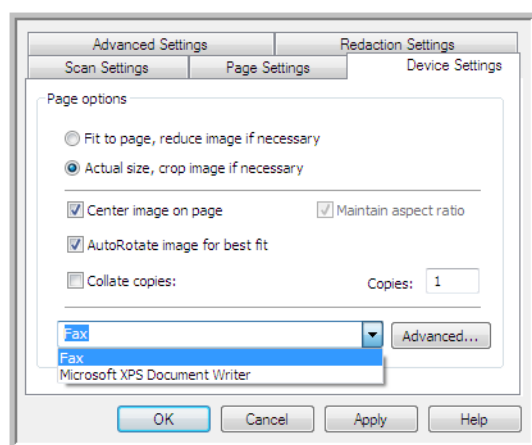 Advanced Settings Redaction Settings
Scan Settings Page Settings Device Settings
Page options
Fit to page, reduce image if necessary
Actual size, crop image if necessary
Center image on page Maintain aspect ratio
AutoRotate image for best fit
Collate copies: Copies: 1
Fax Advanced...
Fax
Microsoft XPS Document Writer
OK Cancel Apply Help